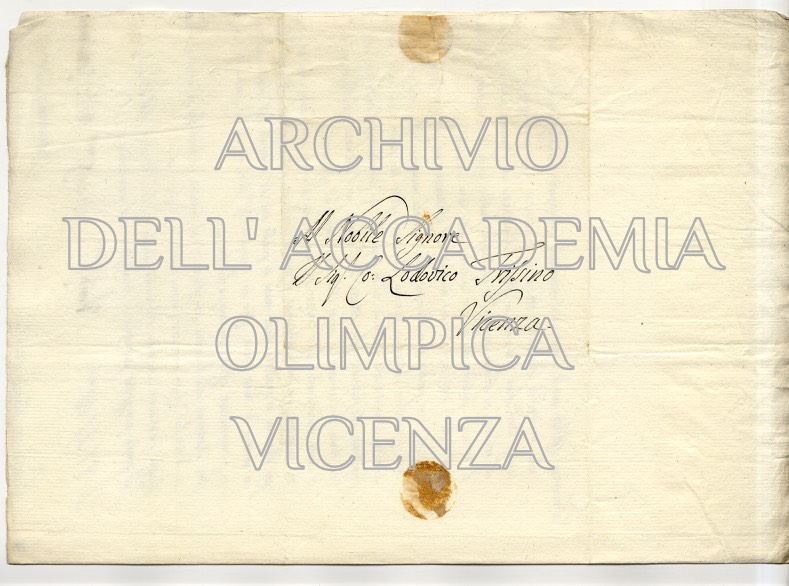 ARCHIVIO
DELL' ACCADEMIA
Al Nobile Signore
Il Sig.r Co: Lodovico Trissino
Vicenza
OLIMPICA
VICENZA